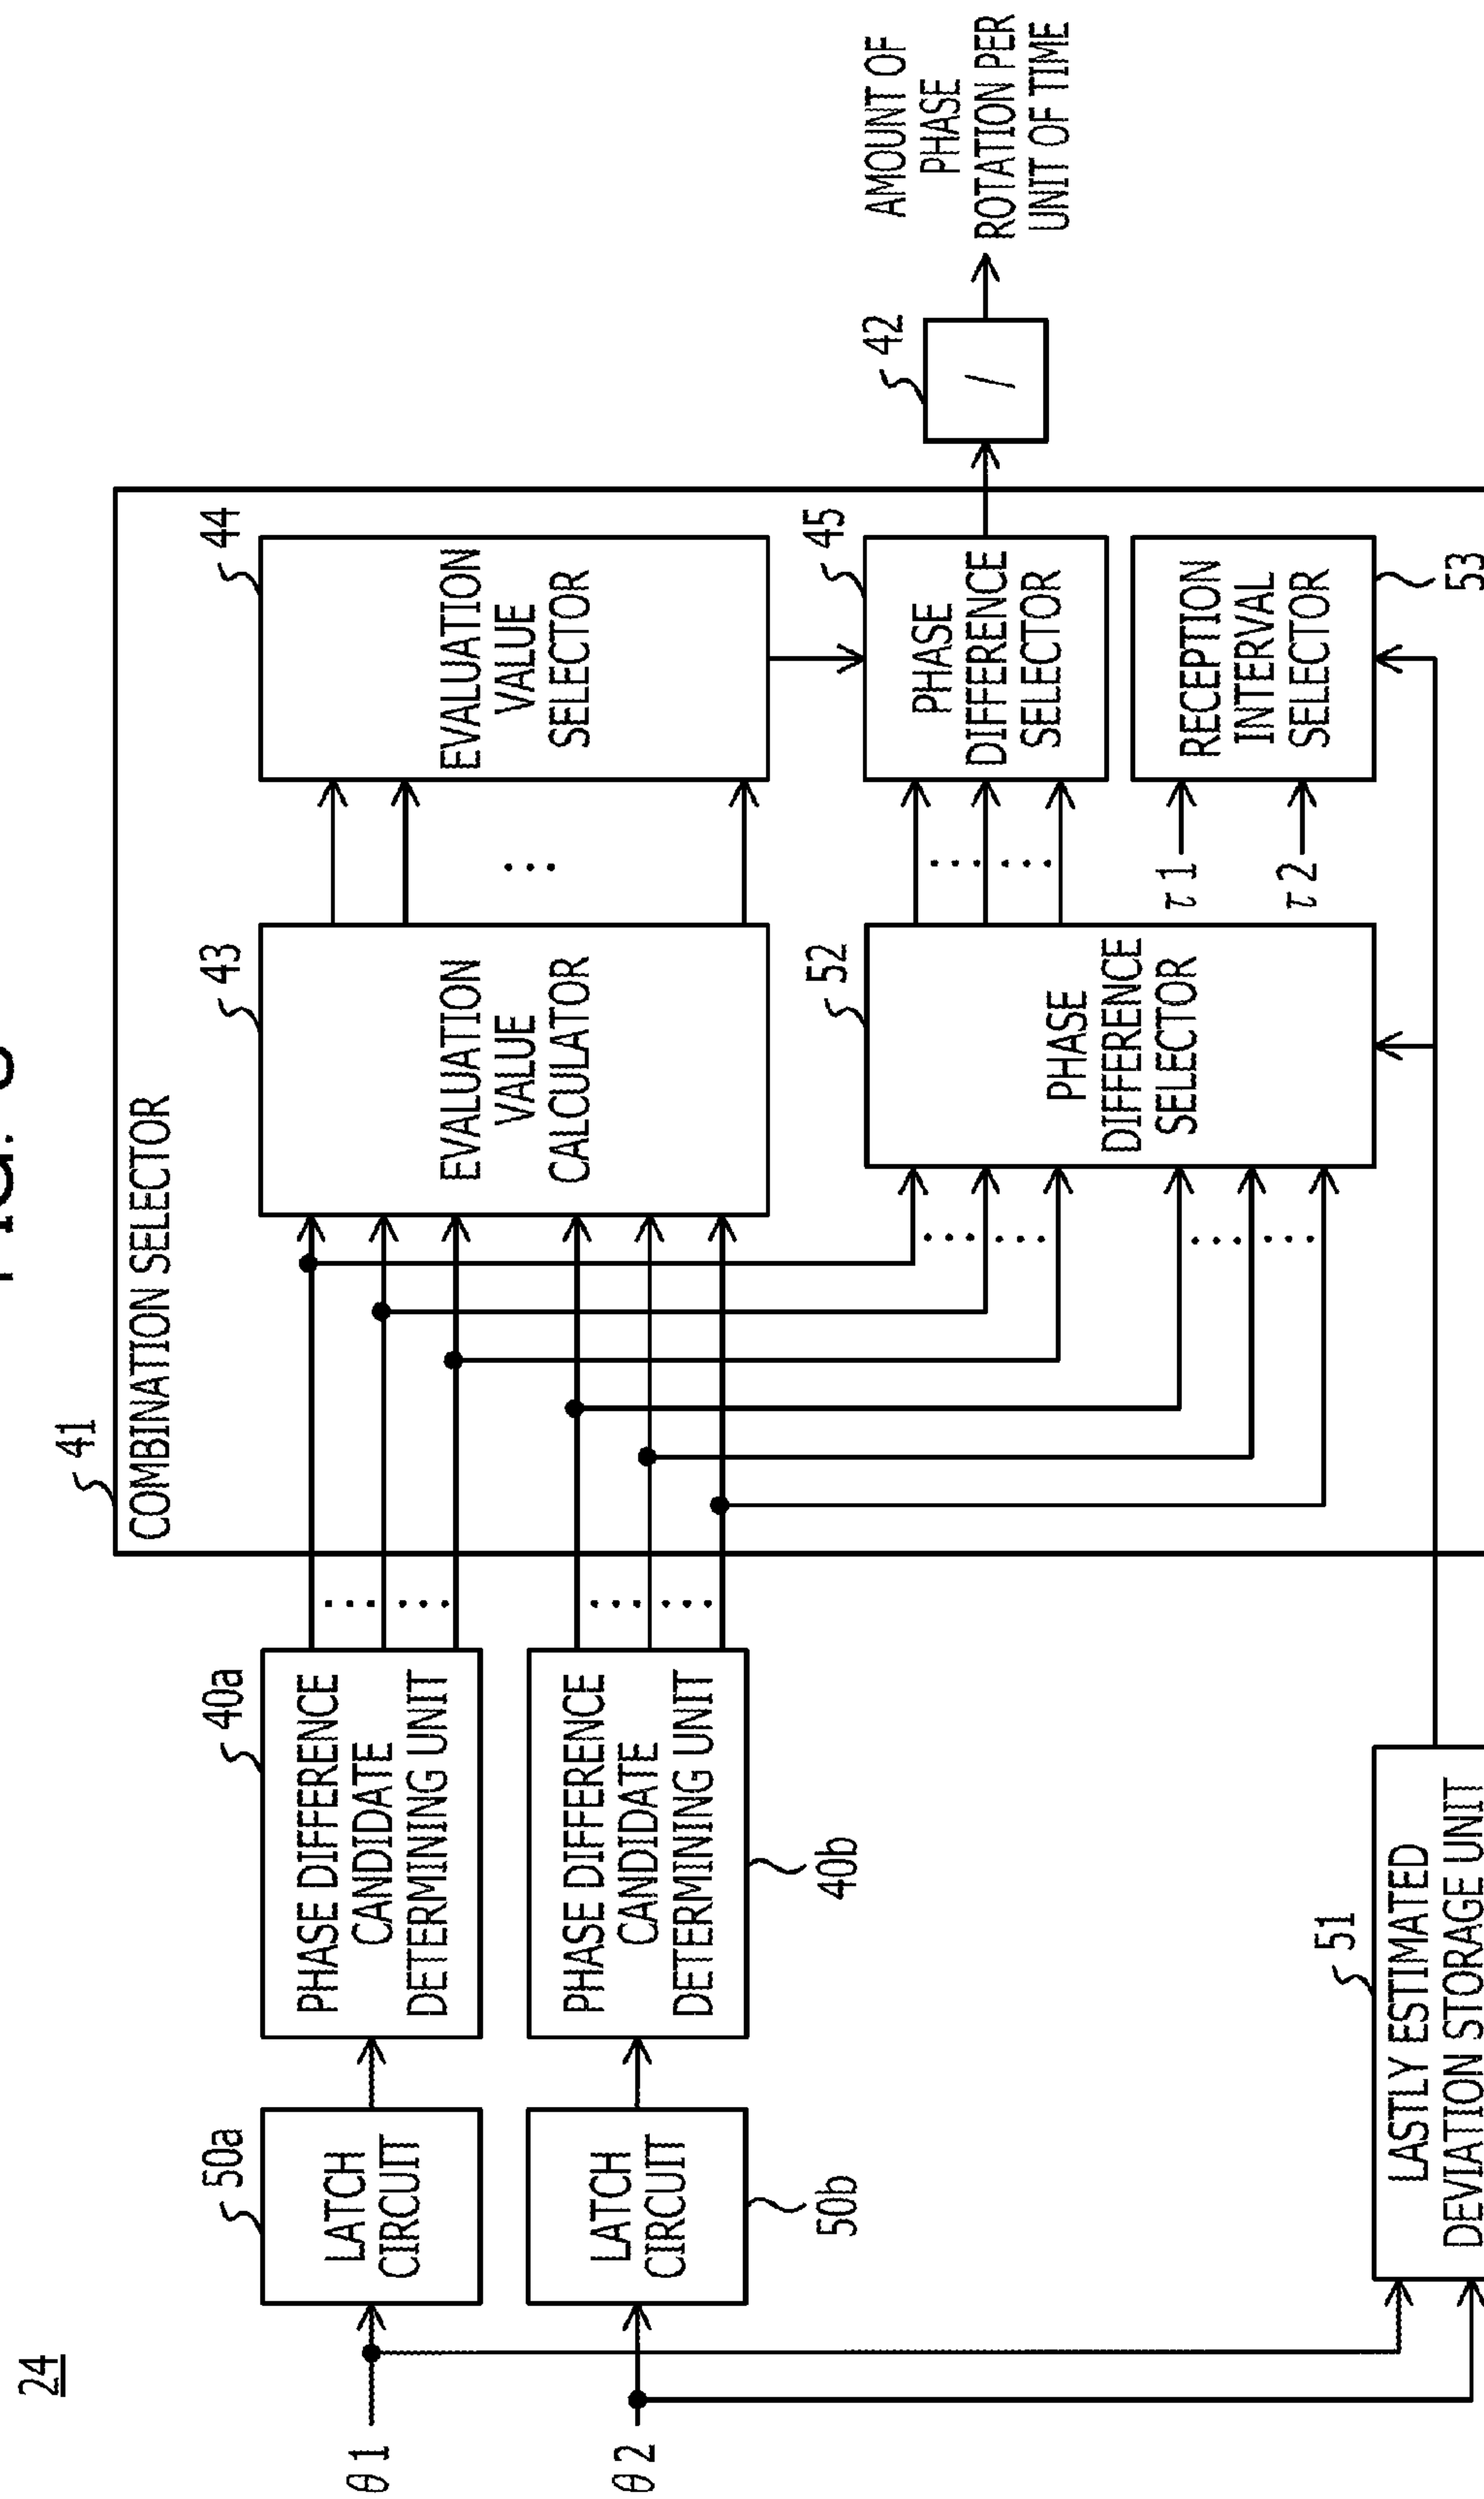 24
θ1
θ2
50a
LATCH
CIRCUIT
LATCH
CIRCUIT
50b
40a
PHASE DIFFERENCE
CANDIDATE
DETERMINING UNIT
PHASE DIFFERENCE
CANDIDATE
DETERMINING UNIT
40b
51
LASTLY ESTIMATED
DEVIATION STORAGE UNIT
41
COMBINATION SELECTOR
43
EVALUATION
VALUE
CALCULATOR
52
PHASE
DIFFERENCE
SELECTOR
τ1
τ2
44
EVALUATION
VALUE
SELECTOR
45
PHASE
DIFFERENCE
SELECTOR
RECEPTION
INTERVAL
SELECTOR
53
42
/
AMOUNT OF
PHASE
ROTATION PER
UNIT OF TIME